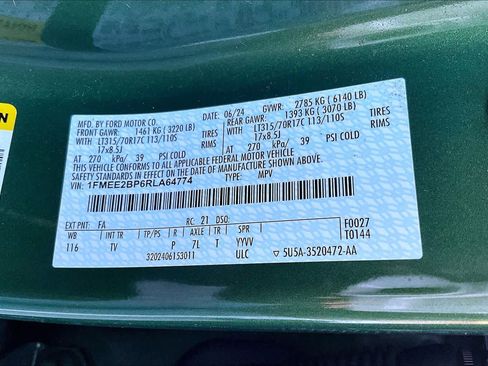 MFD. BY FORD MOTOR CO. DATE: 06/24 GVWR: 2785 KG ( 6140 LB)
FRONT GAWR: 1461 KG ( 3220 LB) REAR GAWR: 1393 KG ( 3070 LB)
WITH LT315/70R17C 113/110S TIRES WITH LT315/70R17C 113/110S TIRES
17x8.5J RIMS 17x8.5J RIMS
AT 270 kPa/ 39 PSI COLD AT 270 kPa/ 39 PSI COLD
THIS VEHICLE CONFORMS TO ALL APPLICABLE FEDERAL MOTOR VEHICLE
SAFETY STANDARDS IN EFFECT ON THE DATE OF MANUFACTURE SHOWN ABOVE.
VIN: 1FMEE2BP6RLA64774
TYPE:
F0027
T0144
EXT PNT: FA RC: 21 DSO:
WB INT TR TP/PS R AXLE TR SPR
116 TV P 7L T YYVV
3202406153011 ULC 5U5A-3520472-AA